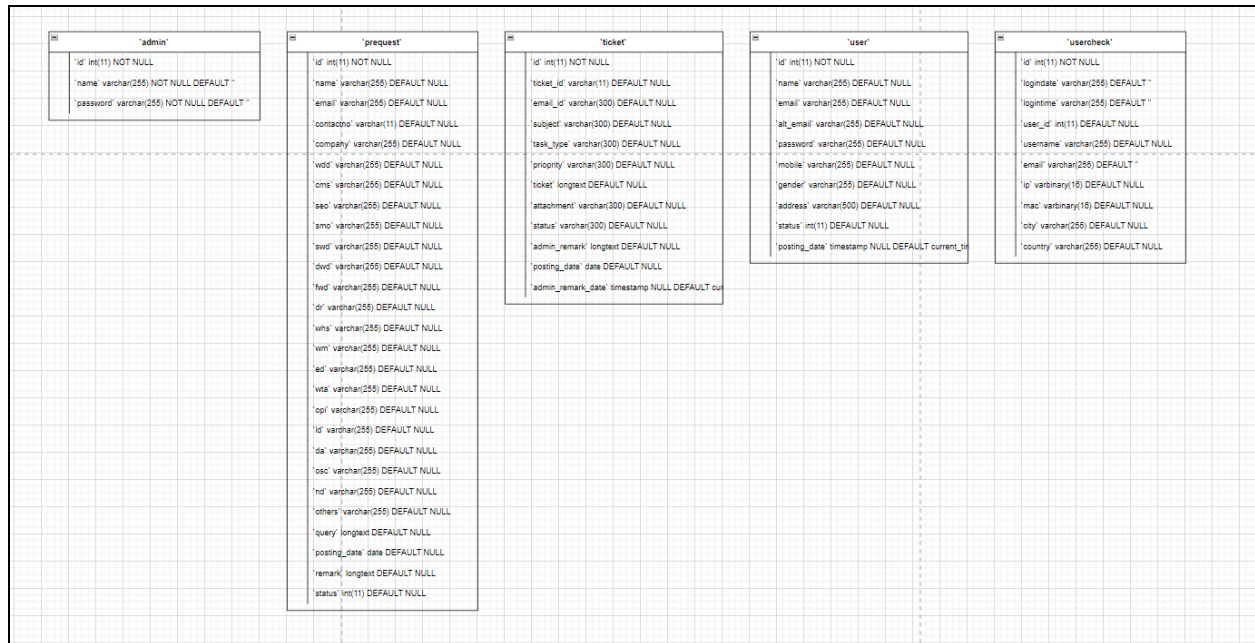 `admin`
`id` int(11) NOT NULL
`name` varchar(255) NOT NULL DEFAULT ''
`password` varchar(255) NOT NULL DEFAULT ''
`prequest`
`id` int(11) NOT NULL
`name` varchar(255) DEFAULT NULL
`email` varchar(255) DEFAULT NULL
`contactno` varchar(11) DEFAULT NULL
`company` varchar(255) DEFAULT NULL
`wdd` varchar(255) DEFAULT NULL
`cms` varchar(255) DEFAULT NULL
`seo` varchar(255) DEFAULT NULL
`smo` varchar(255) DEFAULT NULL
`swd` varchar(255) DEFAULT NULL
`dwd` varchar(255) DEFAULT NULL
`fwd` varchar(255) DEFAULT NULL
`dr` varchar(255) DEFAULT NULL
`whs` varchar(255) DEFAULT NULL
`wm` varchar(255) DEFAULT NULL
`ed` varchar(255) DEFAULT NULL
`wta` varchar(255) DEFAULT NULL
`opi` varchar(255) DEFAULT NULL
`ld` varchar(255) DEFAULT NULL
`da` varchar(255) DEFAULT NULL
`osc` varchar(255) DEFAULT NULL
`nd` varchar(255) DEFAULT NULL
`others` varchar(255) DEFAULT NULL
`query` longtext DEFAULT NULL
`posting_date` date DEFAULT NULL
`remark` longtext DEFAULT NULL
`status` int(11) DEFAULT NULL
`ticket`
`id` int(11) NOT NULL
`ticket_id` varchar(11) DEFAULT NULL
`email_id` varchar(300) DEFAULT NULL
`subject` varchar(300) DEFAULT NULL
`task_type` varchar(300) DEFAULT NULL
`prioprity` varchar(300) DEFAULT NULL
`ticket` longtext DEFAULT NULL
`attachment` varchar(300) DEFAULT NULL
`status` varchar(300) DEFAULT NULL
`admin_remark` longtext DEFAULT NULL
`posting_date` date DEFAULT NULL
`admin_remark_date` timestamp NULL DEFAULT cur
`user`
`id` int(11) NOT NULL
`name` varchar(255) DEFAULT NULL
`email` varchar(255) DEFAULT NULL
`alt_email` varchar(255) DEFAULT NULL
`password` varchar(255) DEFAULT NULL
`mobile` varchar(255) DEFAULT NULL
`gender` varchar(255) DEFAULT NULL
`address` varchar(500) DEFAULT NULL
`status` int(11) DEFAULT NULL
`posting_date` timestamp NULL DEFAULT current_tim
`usercheck`
`id` int(11) NOT NULL
`logindate` varchar(255) DEFAULT ''
`logintime` varchar(255) DEFAULT ''
`user_id` int(11) DEFAULT NULL
`username` varchar(255) DEFAULT NULL
`email` varchar(255) DEFAULT ''
`ip` varbinary(16) DEFAULT NULL
`mac` varbinary(16) DEFAULT NULL
`city` varchar(255) DEFAULT NULL
`country` varchar(255) DEFAULT NULL